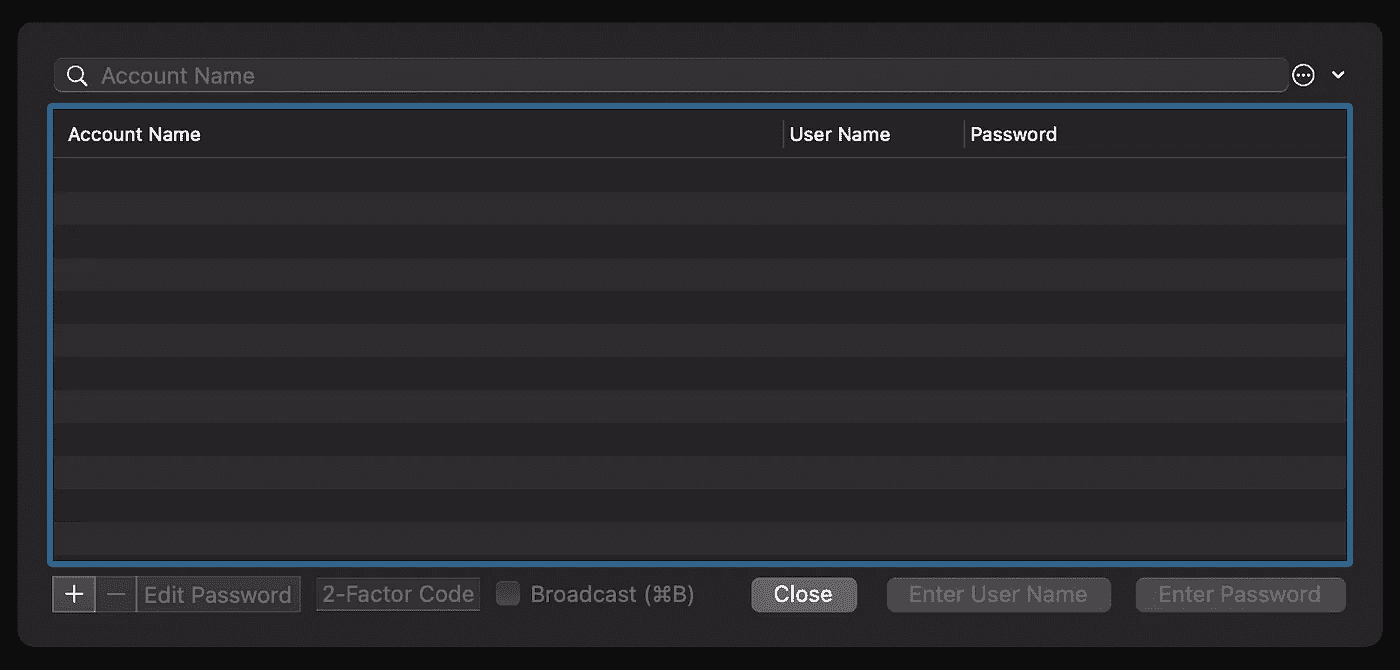 Account Name
Account Name User Name Password
Edit Password 2-Factor Code Broadcast (⌘B) Close Enter User Name Enter Password